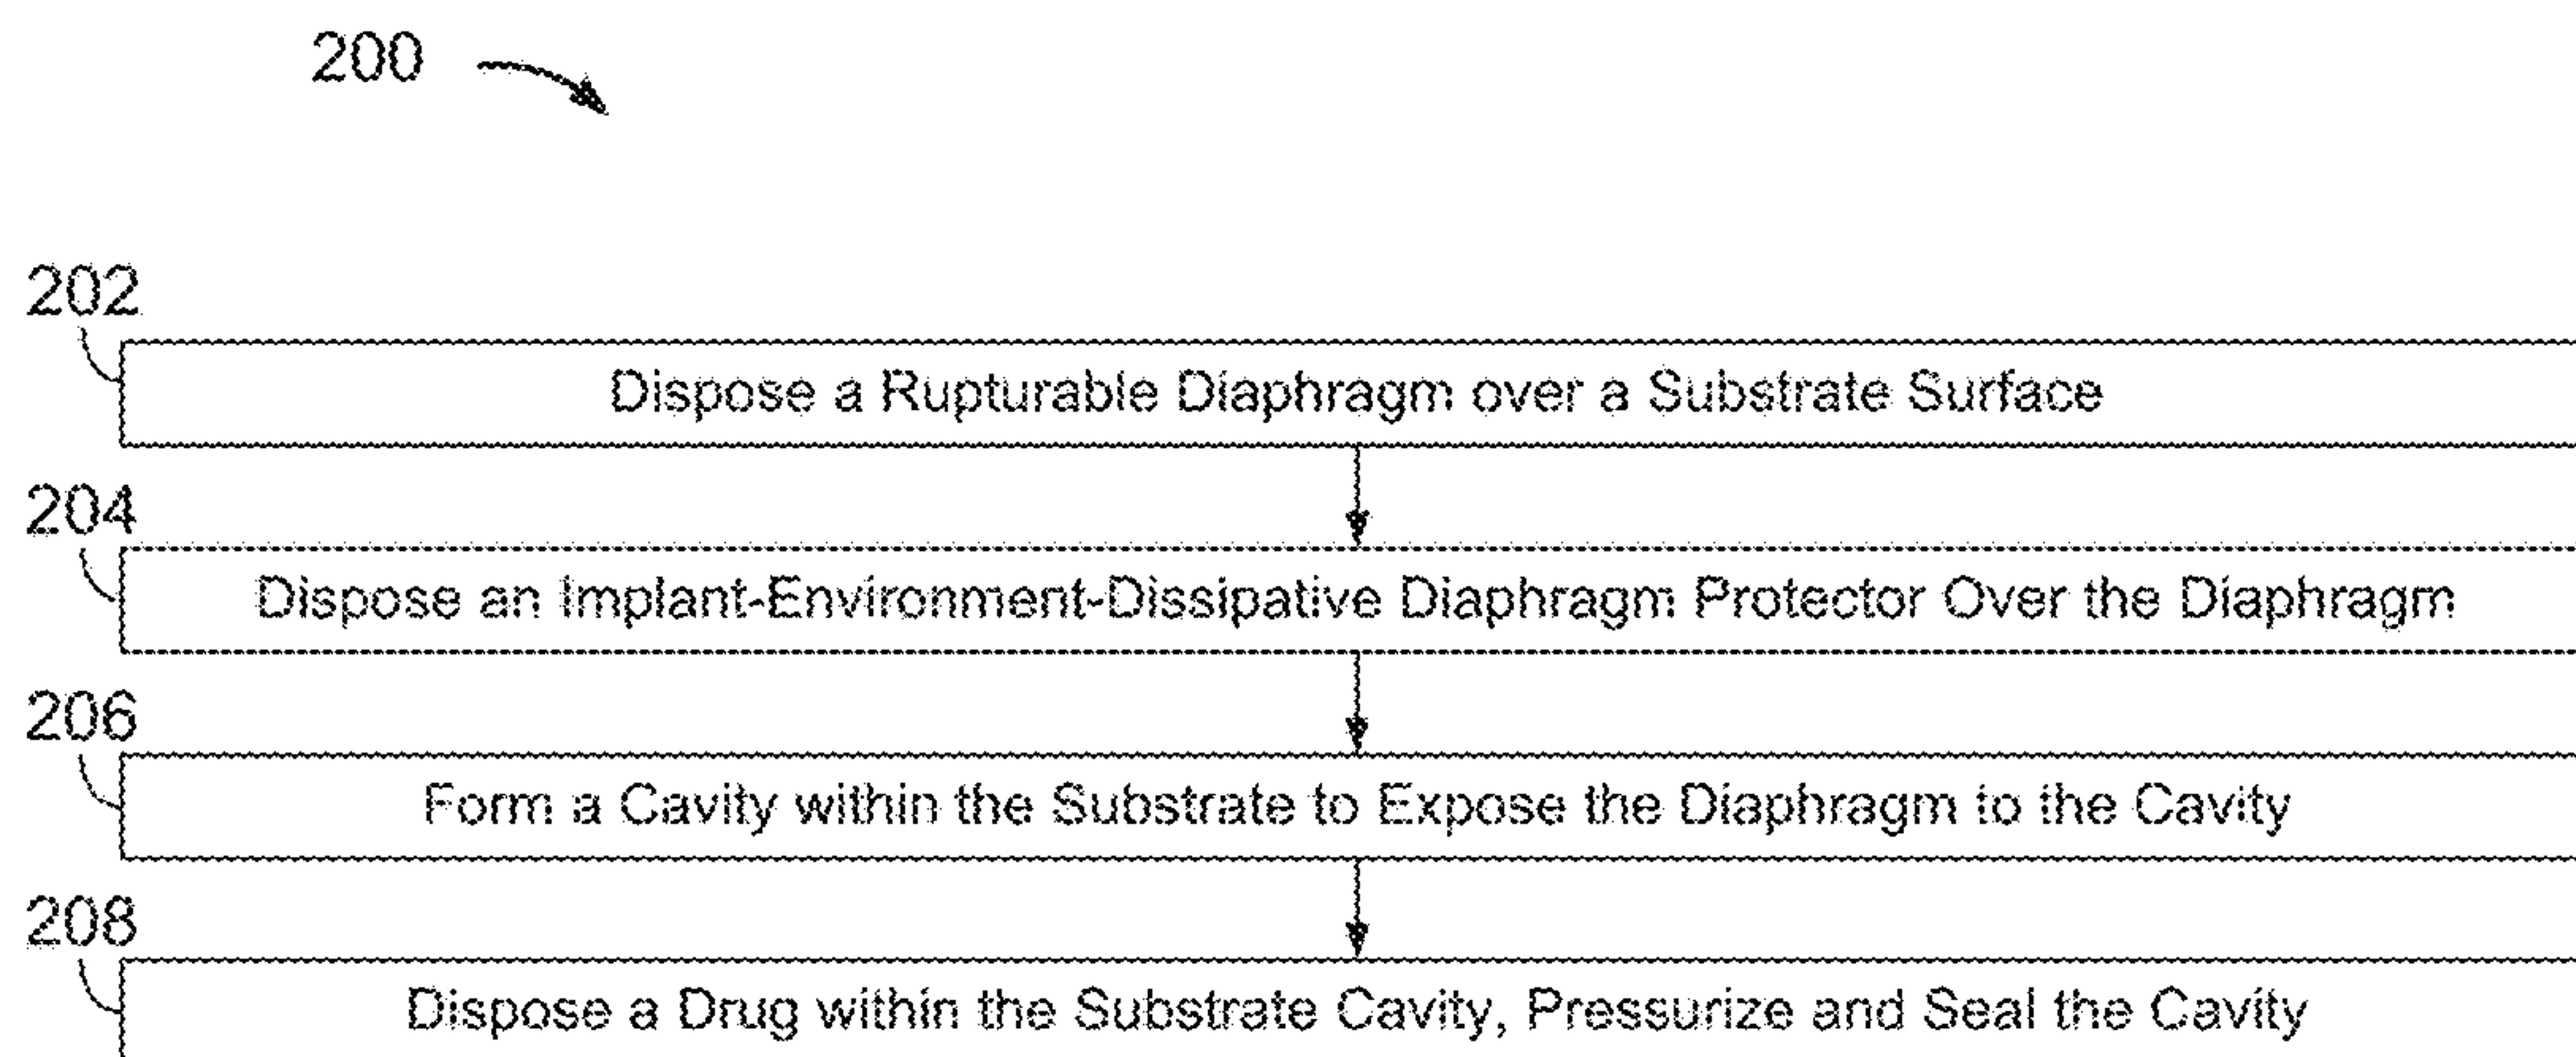 200
202
Dispose a Rupturable Diaphragm over a Substrate Surface
204
Dispose an Implant-Environment-Dissipative Diaphragm Protector Over the Diaphragm
206
Form a Cavity within the Substrate to Expose the Diaphragm to the Cavity
208
Dispose a Drug within the Substrate Cavity, Pressurize and Seal the Cavity